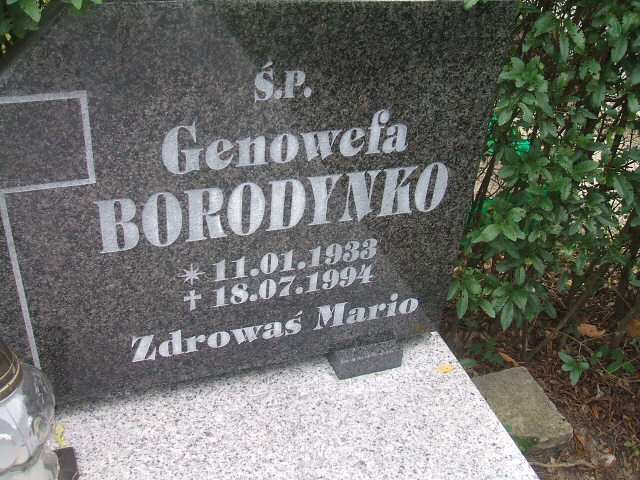 Ś.P.
Genowefa
BORODYNKO
* 11.01.1933
✝ 18.07.1994
Zdrowaś Mario